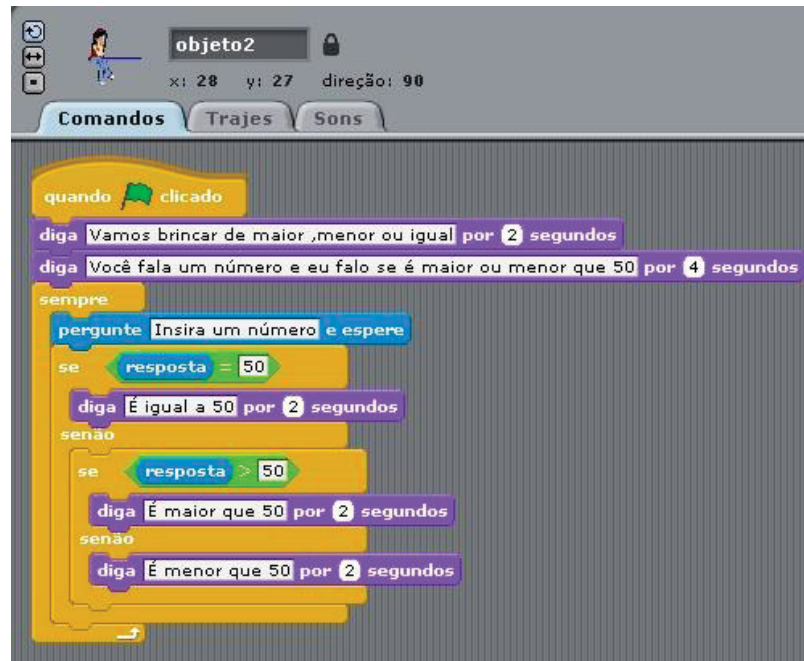 objeto2
x: 28 y: 27 direção: 90
Comandos Trajes Sons
quando clicado
diga Vamos brincar de maior ,menor ou igual por 2 segundos
diga Você fala um número e eu falo se é maior ou menor que 50 por 4 segundos
sempre
pergunte Insira um número e espere
se resposta = 50
diga É igual a 50 por 2 segundos
senão
se resposta > 50
diga É maior que 50 por 2 segundos
senão
diga É menor que 50 por 2 segundos